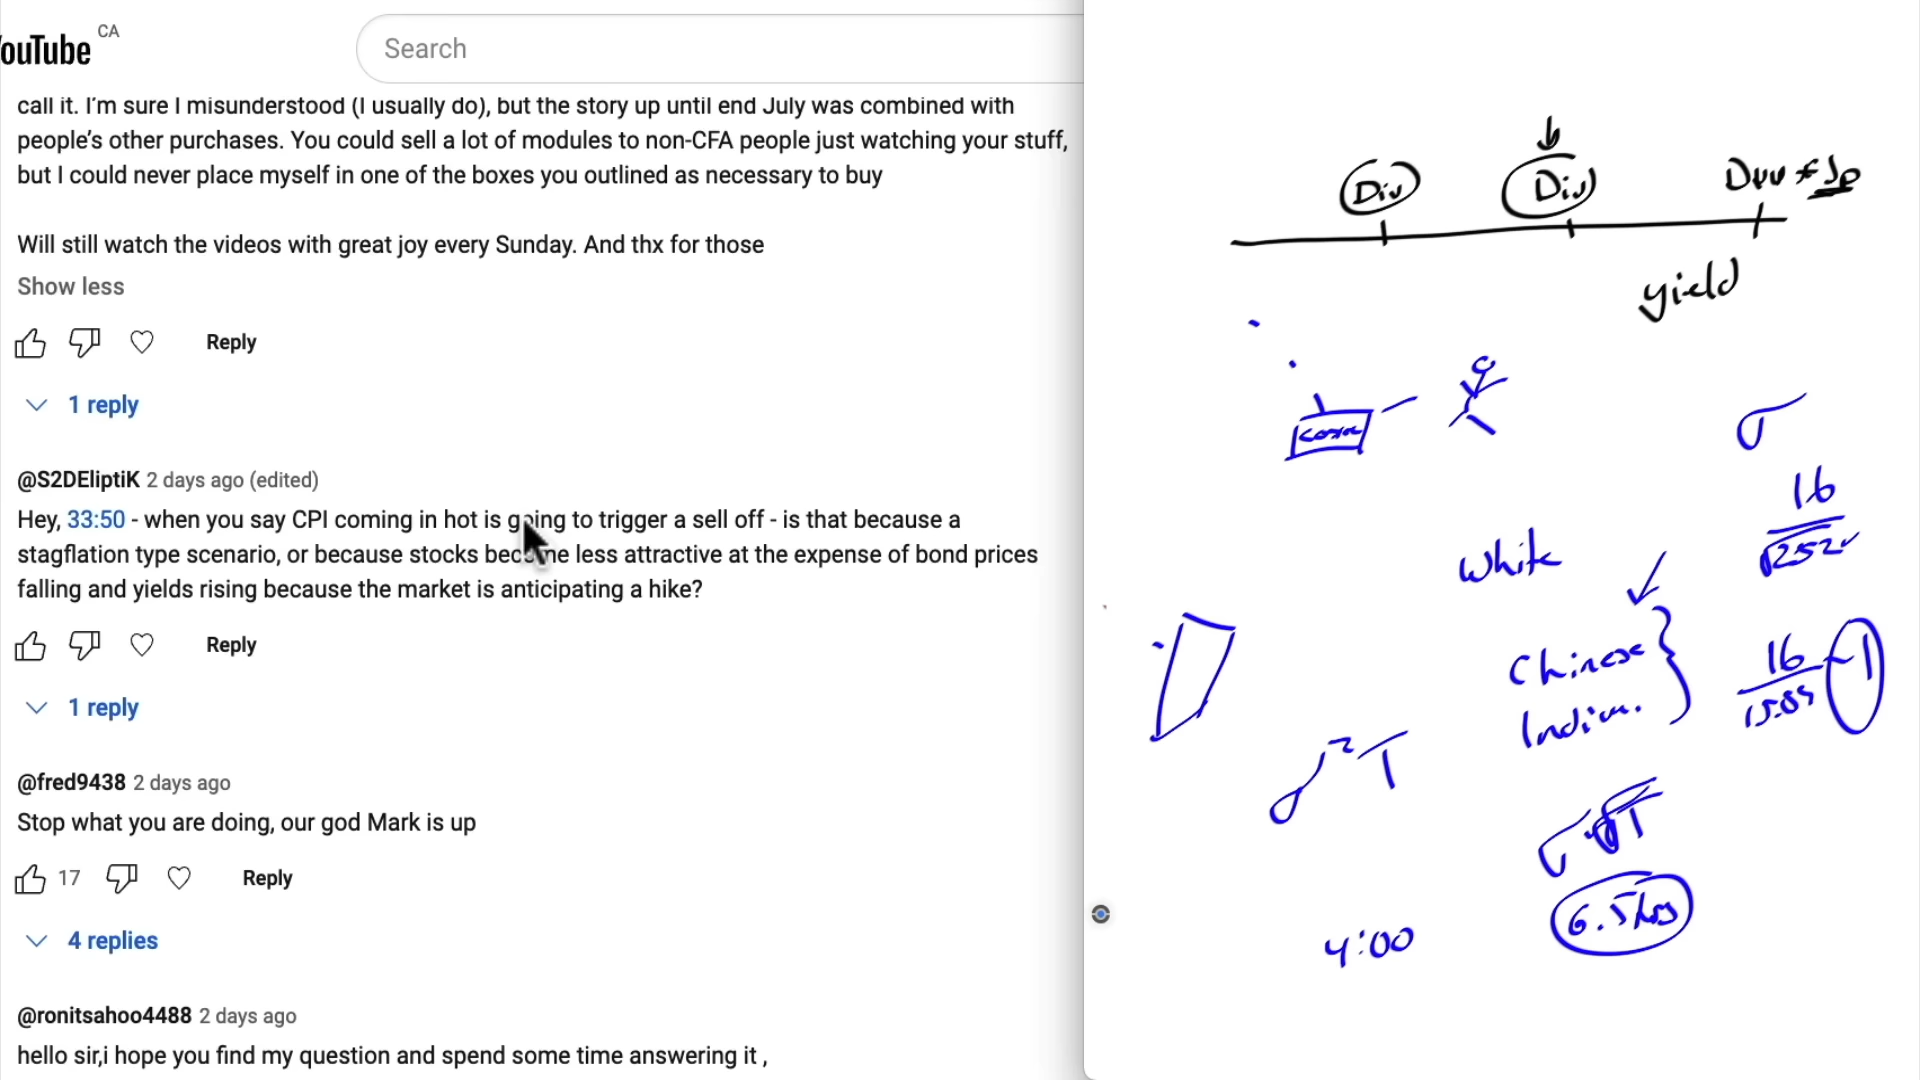 ouTube CA
Search
call it. I'm sure I misunderstood (I usually do), but the story up until end July was combined with
people's other purchases. You could sell a lot of modules to non-CFA people just watching your stuff,
but I could never place myself in one of the boxes you outlined as necessary to buy
Will still watch the videos with great joy every Sunday. And thx for those
Show less
Reply
1 reply
@S2DEliptiK 2 days ago (edited)
Hey, 33:50 - when you say CPI coming in hot is going to trigger a sell off - is that because a
stagflation type scenario, or because stocks become less attractive at the expense of bond prices
falling and yields rising because the market is anticipating a hike?
Reply
1 reply
@fred9438 2 days ago
Stop what you are doing, our god Mark is up
17 Reply
4 replies
@ronitsahoo4488 2 days ago
hello sir,i hope you find my question and spend some time answering it ,
Div Div
yield
σ
16
√252
White
Chinese
Indian.
16
15.87
1
σ²T
σ√T
6.5hrs
4:00